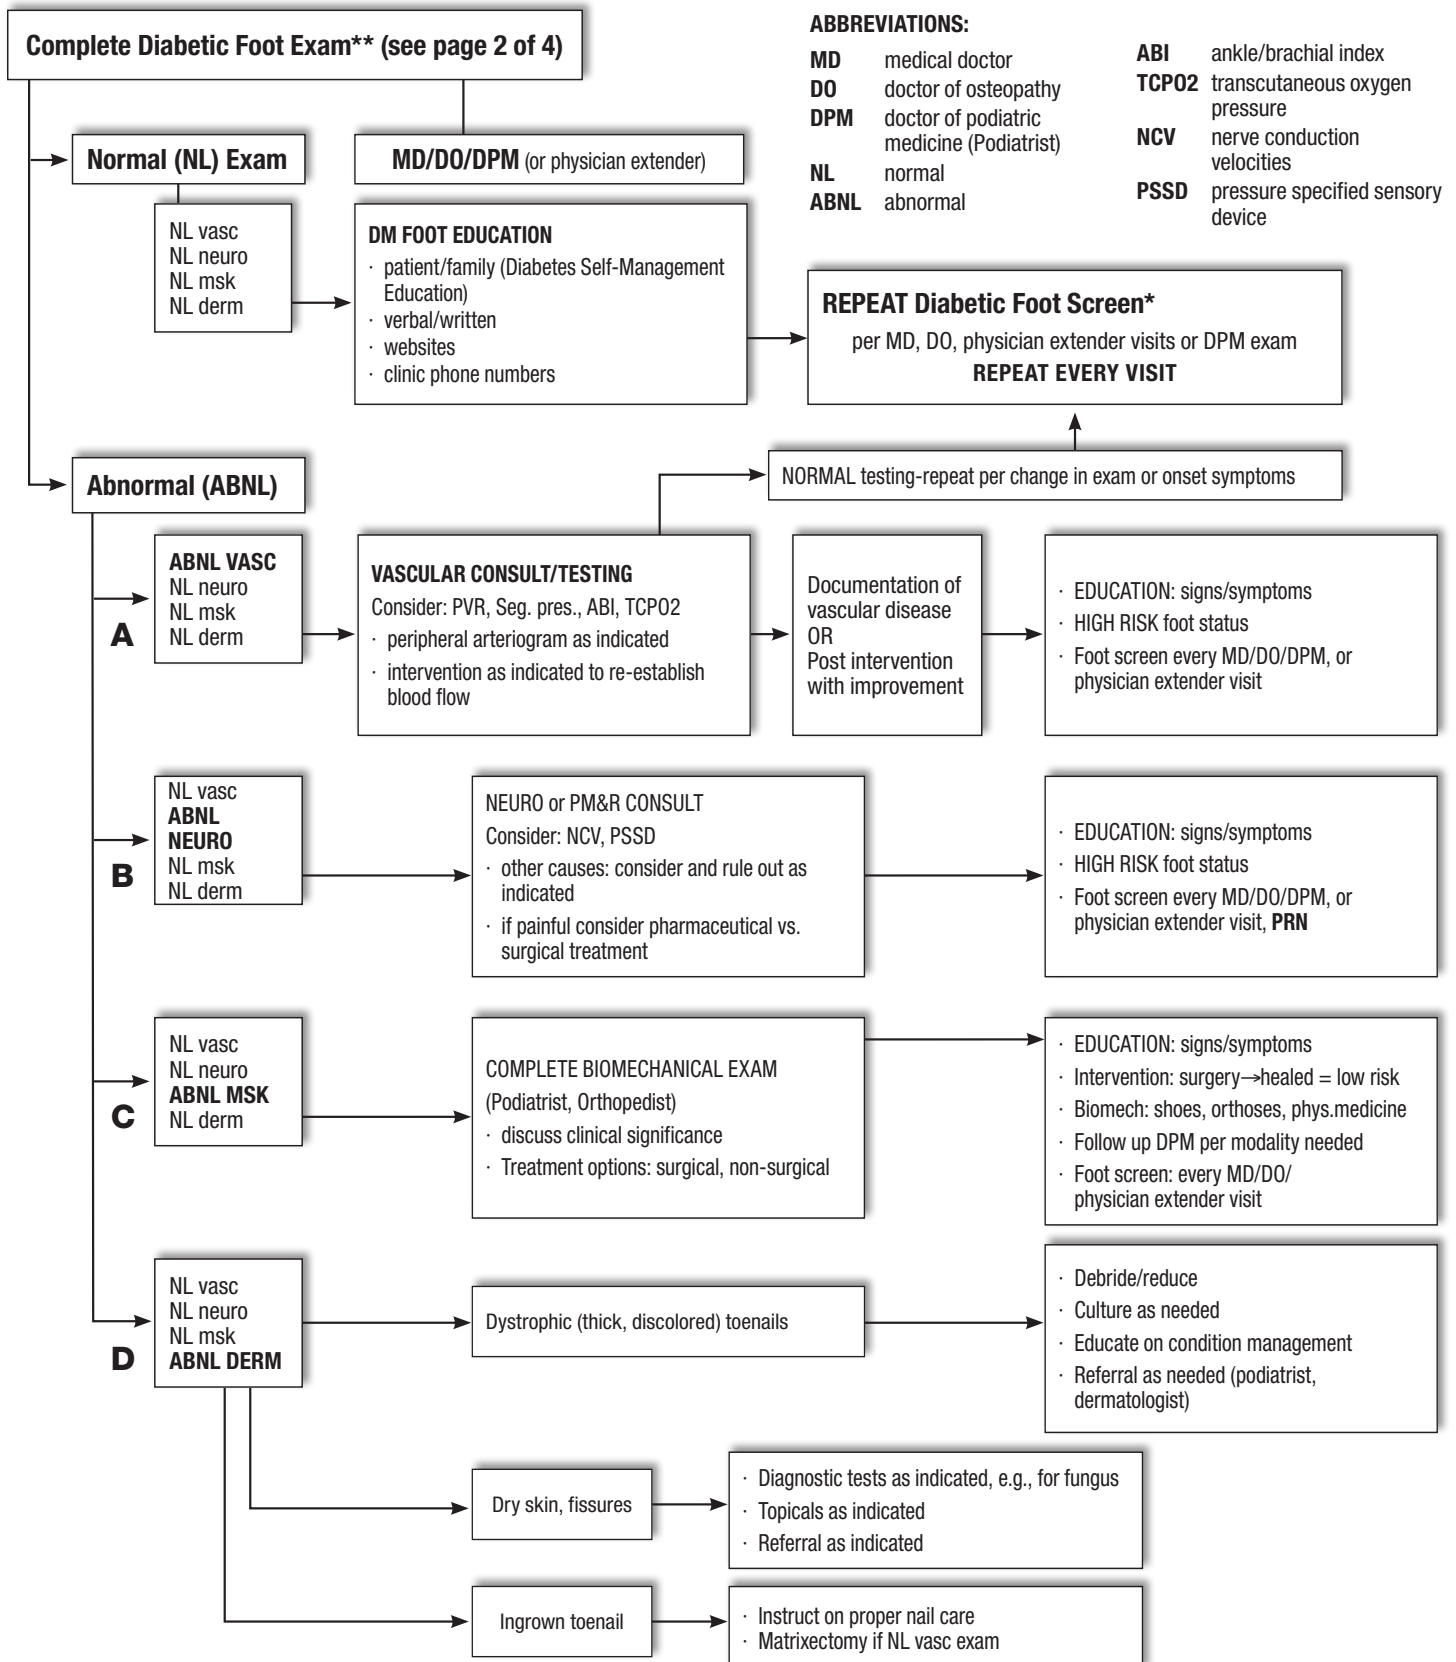 Complete Diabetic Foot Exam** (see page 2 of 4)
ABBREVIATIONS:
MD medical doctor
DO doctor of osteopathy
DPM doctor of podiatric
medicine (Podiatrist)
NL normal
ABNL abnormal
ABI ankle/brachial index
TCPO2 transcutaneous oxygen
pressure
NCV nerve conduction
velocities
PSSD pressure specified sensory
device
Normal (NL) Exam
MD/DO/DPM (or physician extender)
NL vasc
NL neuro
NL msk
NL derm
DM FOOT EDUCATION
· patient/family (Diabetes Self-Management
Education)
· verbal/written
· websites
· clinic phone numbers
REPEAT Diabetic Foot Screen*
per MD, DO, physician extender visits or DPM exam
REPEAT EVERY VISIT
Abnormal (ABNL)
NORMAL testing-repeat per change in exam or onset symptoms
A
ABNL VASC
NL neuro
NL msk
NL derm
VASCULAR CONSULT/TESTING
Consider: PVR, Seg. pres., ABI, TCPO2
· peripheral arteriogram as indicated
· intervention as indicated to re-establish
blood flow
Documentation of
vascular disease
OR
Post intervention
with improvement
· EDUCATION: signs/symptoms
· HIGH RISK foot status
· Foot screen every MD/DO/DPM, or
physician extender visit
B
NL vasc
ABNL
NEURO
NL msk
NL derm
NEURO or PM&R CONSULT
Consider: NCV, PSSD
· other causes: consider and rule out as
indicated
· if painful consider pharmaceutical vs.
surgical treatment
· EDUCATION: signs/symptoms
· HIGH RISK foot status
· Foot screen every MD/DO/DPM, or
physician extender visit, PRN
C
NL vasc
NL neuro
ABNL MSK
NL derm
COMPLETE BIOMECHANICAL EXAM
(Podiatrist, Orthopedist)
· discuss clinical significance
· Treatment options: surgical, non-surgical
· EDUCATION: signs/symptoms
· Intervention: surgery→healed = low risk
· Biomech: shoes, orthoses, phys.medicine
· Follow up DPM per modality needed
· Foot screen: every MD/DO/
physician extender visit
D
NL vasc
NL neuro
NL msk
ABNL DERM
Dystrophic (thick, discolored) toenails
· Debride/reduce
· Culture as needed
· Educate on condition management
· Referral as needed (podiatrist,
dermatologist)
Dry skin, fissures
· Diagnostic tests as indicated, e.g., for fungus
· Topicals as indicated
· Referral as indicated
Ingrown toenail
· Instruct on proper nail care
· Matrixectomy if NL vasc exam